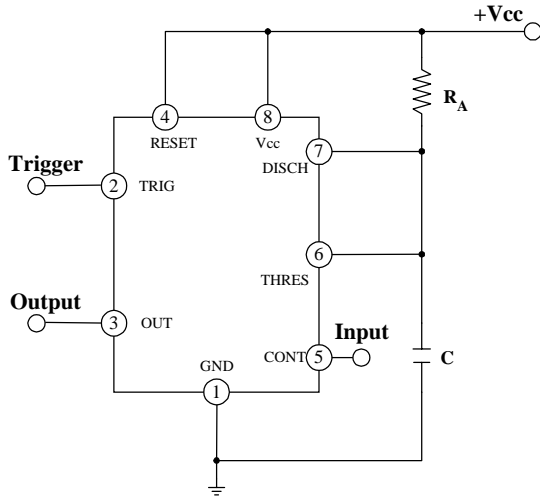 +Vcc
4
8
RESET
Vcc
R_A
7
DISCH
Trigger
2
TRIG
6
THRES
Output
3
OUT
Input
CONT
5
GND
1
C